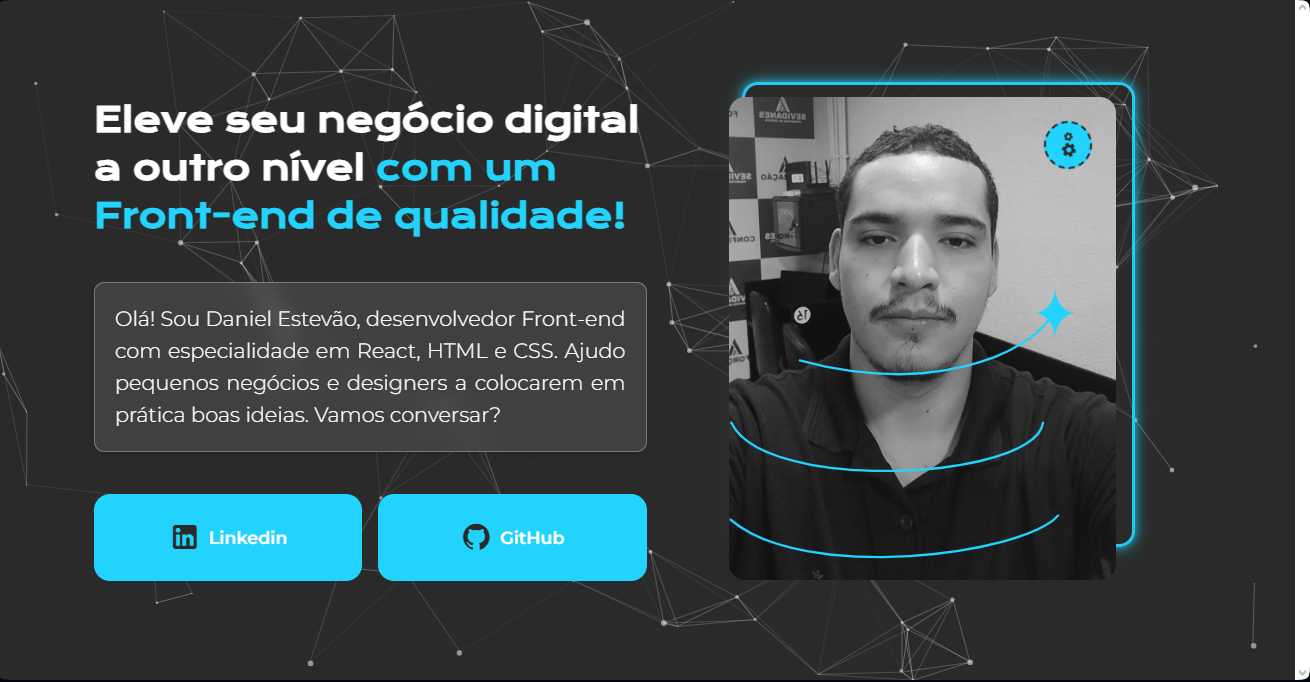 Eleve seu negócio digital
a outro nível com um
Front-end de qualidade!
Olá! Sou Daniel Estevão, desenvolvedor Front-end
com especialidade em React, HTML e CSS. Ajudo
pequenos negócios e designers a colocarem em
prática boas ideias. Vamos conversar?
Linkedin
GitHub
SEVIDANES
16